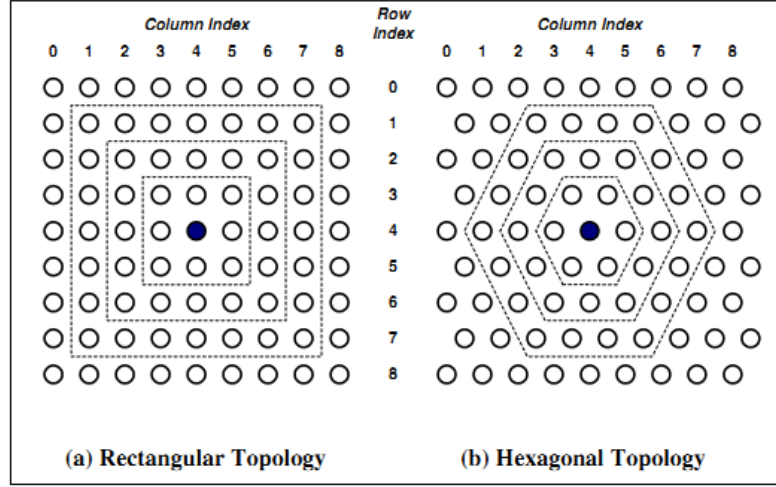 Column Index
0 1 2 3 4 5 6 7 8
Row
Index
Column Index
0 1 2 3 4 5 6 7 8
0
1
2
3
4
5
6
7
8
(a) Rectangular Topology
(b) Hexagonal Topology